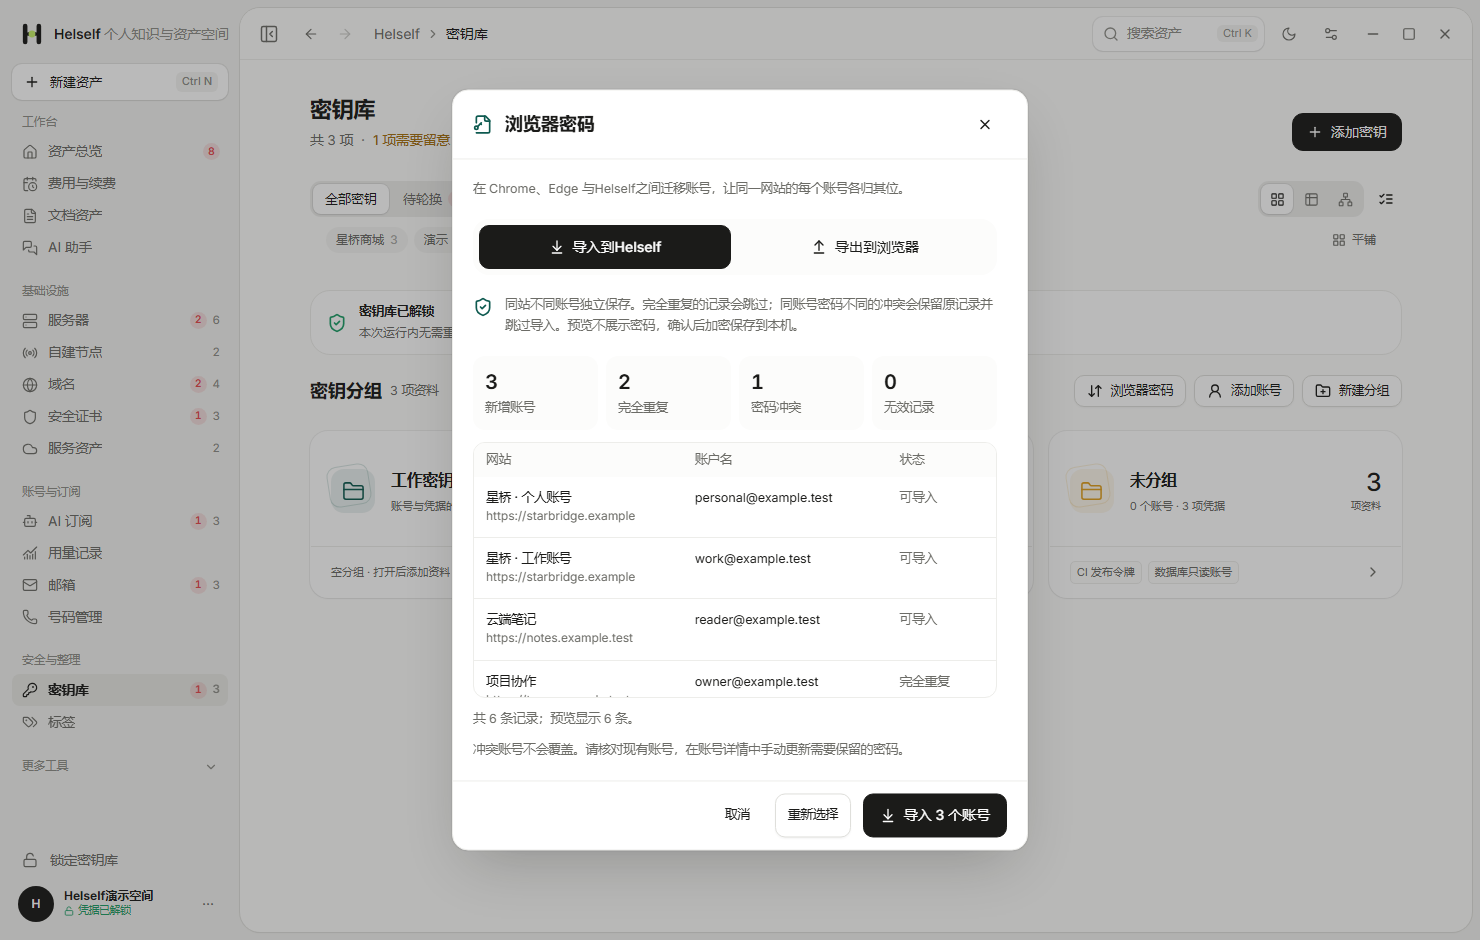 Helself 个人知识与资产空间
新建资产 Ctrl N
工作台
资产总览 8
费用与续费
文档资产
AI 助手
基础设施
服务器 2 6
自建节点 2
域名 2 4
安全证书 1 3
服务资产 2
账号与订阅
AI 订阅 1 3
用量记录
邮箱 1 3
号码管理
安全与整理
密钥库 1 3
标签
更多工具
锁定密钥库
H
Helself演示空间
凭据已解锁
Helself 密钥库
搜索资产 Ctrl K
密钥库
共 3 项 · 1 项需要留意
添加密钥
全部密钥 待轮换
星桥商城 3 演示
平铺
密钥库已解锁
本次运行内无需重
密钥分组 3 项资料
浏览器密码 添加账号 新建分组
工作密钥
账号与凭据的
空分组 · 打开后添加资料
未分组
0 个账号 · 3 项凭据
3
项资料
CI 发布令牌 数据库只读账号
浏览器密码
在 Chrome、Edge 与Helself之间迁移账号，让同一网站的每个账号各归其位。
导入到Helself 导出到浏览器
同站不同账号独立保存。完全重复的记录会跳过；同账号密码不同的冲突会保留原记录并
跳过导入。预览不展示密码，确认后加密保存到本机。
3 2 1 0
新增账号 完全重复 密码冲突 无效记录
网站 账户名 状态
星桥 · 个人账号 personal@example.test 可导入
https://starbridge.example
星桥 · 工作账号 work@example.test 可导入
https://starbridge.example
云端笔记 reader@example.test 可导入
https://notes.example.test
项目协作 owner@example.test 完全重复
共 6 条记录；预览显示 6 条。
冲突账号不会覆盖。请核对现有账号，在账号详情中手动更新需要保留的密码。
取消 重新选择 导入 3 个账号